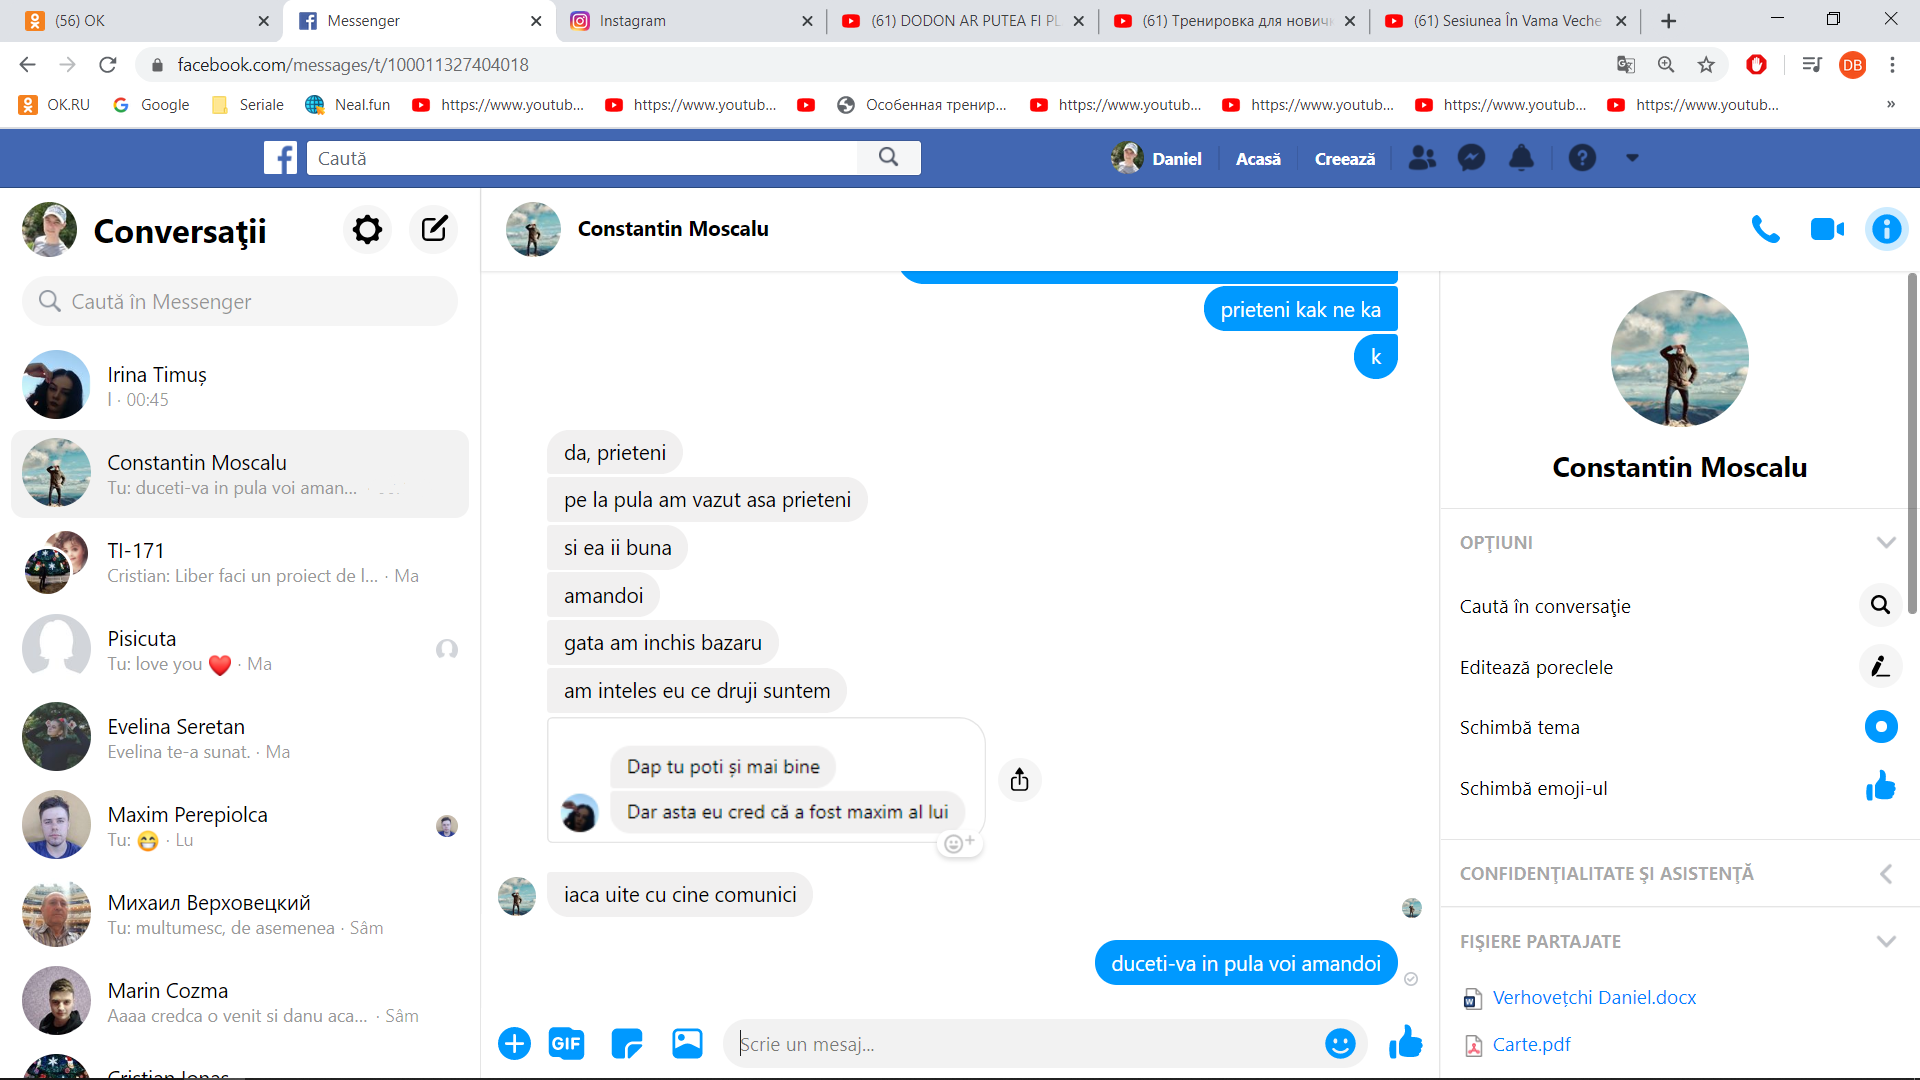 (56) OK
Messenger
Instagram
(61) DODON AR PUTEA FI PL
(61) Тренировка для новичк
(61) Sesiunea În Vama Veche
facebook.com/messages/t/100011327404018
DB
OK.RU
Google
Seriale
Neal.fun
https://www.youtub...
https://www.youtub...
Особенная тренир...
https://www.youtub...
https://www.youtub...
https://www.youtub...
https://www.youtub...
»
Caută
Daniel
Acasă
Creează
Conversații
Caută în Messenger
Irina Timuș
l · 00:45
Constantin Moscalu
Tu: duceti-va in pula voi aman...
TI-171
Cristian: Liber faci un proiect de l... · Ma
Pisicuta
Tu: love you ❤ · Ma
Evelina Seretan
Evelina te-a sunat. · Ma
Maxim Perepiolca
Tu: 😁 · Lu
Михаил Верховецкий
Tu: multumesc, de asemenea · Sâm
Marin Cozma
Aaaa credca o venit si danu aca... · Sâm
Cristian Ionas
Constantin Moscalu
prieteni kak ne ka
k
da, prieteni
pe la pula am vazut asa prieteni
si ea ii buna
amandoi
gata am inchis bazaru
am inteles eu ce druji suntem
Dap tu poti și mai bine
Dar asta eu cred că a fost maxim al lui
iaca uite cu cine comunici
duceti-va in pula voi amandoi
GIF
Scrie un mesaj...
Constantin Moscalu
OPŢIUNI
Caută în conversaţie
Editează poreclele
Schimbă tema
Schimbă emoji-ul
CONFIDENŢIALITATE ŞI ASISTENŢĂ
FIŞIERE PARTAJATE
Verhovețchi Daniel.docx
Carte.pdf